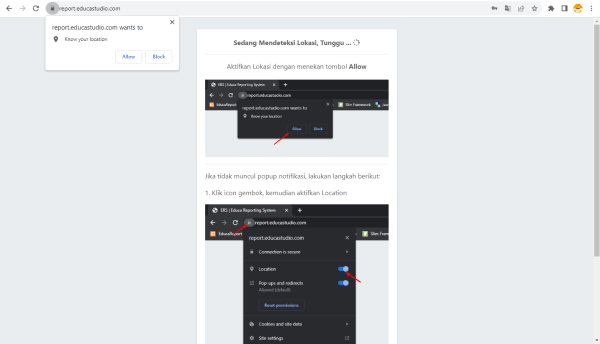 report.educastudio.com
report.educastudio.com wants to
Know your location
Allow Block
Sedang Mendeteksi Lokasi, Tunggu ...
Aktifkan Lokasi dengan menekan tombol Allow
ERS | Educa Reporting System
report.educastudio.com
EducaReport
Slim Framework
report.educastudio.com wants to
Know your location
Allow Block
Jika tidak muncul popup notifikasi, lakukan langkah berikut:
1. Klik icon gembok, kemudian aktifkan Location
ERS | Educa Reporting System
report.educastudio.com
Slim Framework
report.educastudio.com
Connection is secure
Location
Pop-ups and redirects
Allowed (default)
Reset permissions
Cookies and site data
Site settings